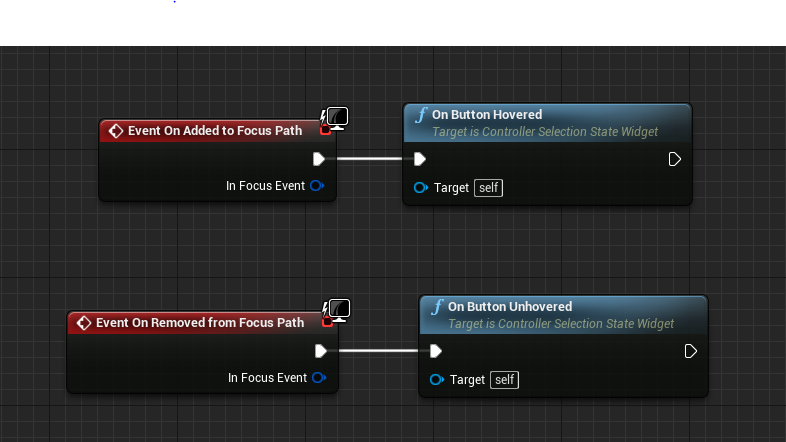 Event On Added to Focus Path
In Focus Event
f On Button Hovered
Target is Controller Selection State Widget
Target self
Event On Removed from Focus Path
In Focus Event
f On Button Unhovered
Target is Controller Selection State Widget
Target self